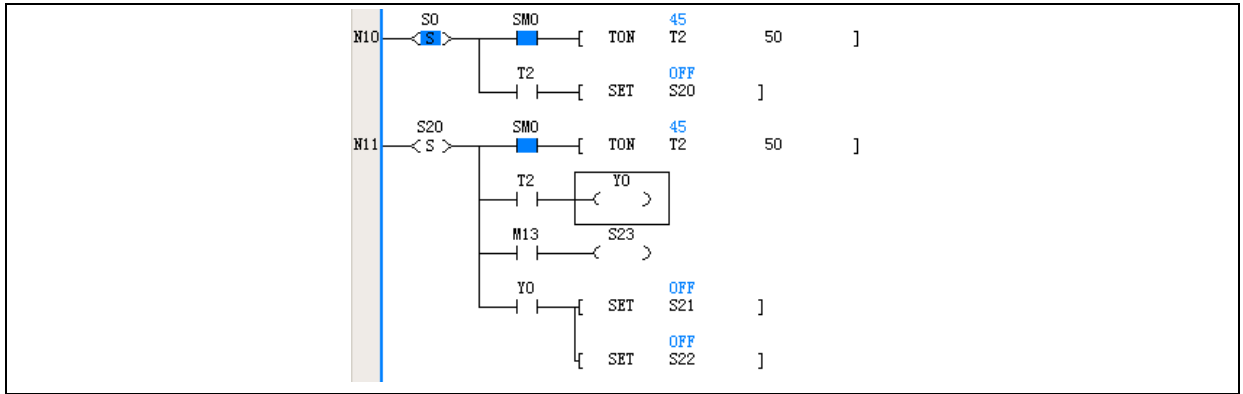 S0 SM0 45
N10 S TON T2 50 ]
T2 OFF
[ SET S20 ]
S20 SM0 45
N11 S [ TON T2 50 ]
T2 Y0
M13 S23
Y0 OFF
[ SET S21 ]
OFF
[ SET S22 ]